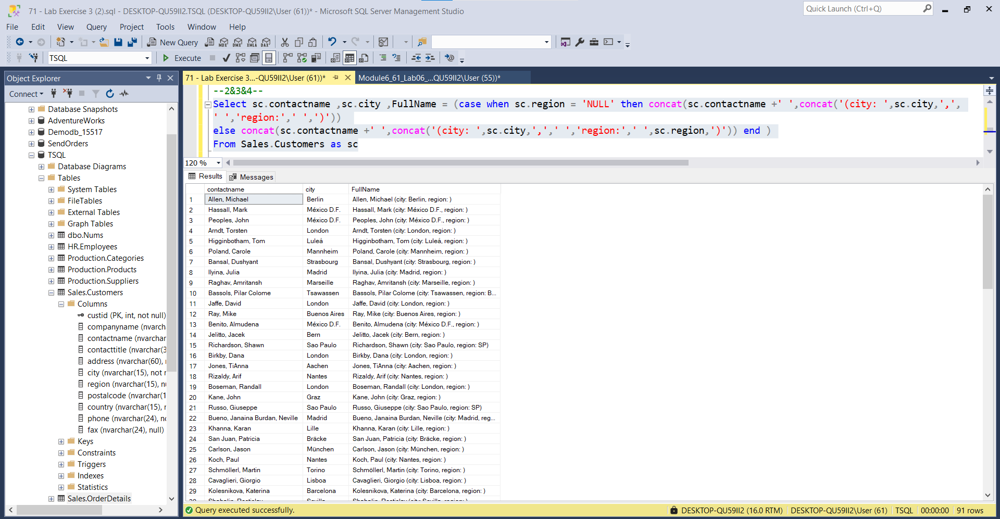 71 - Lab Exercise 3 (2).sql - DESKTOP-QU59II2.TSQL (DESKTOP-QU59II2\User (61))* - Microsoft SQL Server Management Studio
Quick Launch (Ctrl+Q)
File Edit View Query Project Tools Window Help
New Query MDX DMX XMLA DAX
TSQL Execute
Object Explorer
Connect
Database Snapshots
AdventureWorks
Demodb_15517
SendOrders
TSQL
Database Diagrams
Tables
System Tables
FileTables
External Tables
Graph Tables
dbo.Nums
HR.Employees
Production.Categories
Production.Products
Production.Suppliers
Sales.Customers
Columns
custid (PK, int, not null)
companyname (nvarch
contactname (nvarchar
contacttitle (nvarchar(3
address (nvarchar(60),
city (nvarchar(15), not r
region (nvarchar(15), nu
postalcode (nvarchar(1
country (nvarchar(15), r
phone (nvarchar(24), no
fax (nvarchar(24), null)
Keys
Constraints
Triggers
Indexes
Statistics
Sales.OrderDetails
71 - Lab Exercise 3...-QU59II2\User (61))* Module6_61_Lab06_...QU59II2\User (55))*
--2&3&4--
Select sc.contactname ,sc.city ,FullName = (case when sc.region = 'NULL' then concat(sc.contactname +' ',concat('(city: ',sc.city,',',
' ','region:',' ',')'))
else concat(sc.contactname +' ',concat('(city: ',sc.city,',',' ','region:',' ',sc.region,')')) end )
From Sales.Customers as sc
120 %
Results Messages
contactname city FullName
1 Allen, Michael Berlin Allen, Michael (city: Berlin, region: )
2 Hassall, Mark México D.F. Hassall, Mark (city: México D.F., region: )
3 Peoples, John México D.F. Peoples, John (city: México D.F., region: )
4 Arndt, Torsten London Arndt, Torsten (city: London, region: )
5 Higginbotham, Tom Luleå Higginbotham, Tom (city: Luleå, region: )
6 Poland, Carole Mannheim Poland, Carole (city: Mannheim, region: )
7 Bansal, Dushyant Strasbourg Bansal, Dushyant (city: Strasbourg, region: )
8 Ilyina, Julia Madrid Ilyina, Julia (city: Madrid, region: )
9 Raghav, Amritansh Marseille Raghav, Amritansh (city: Marseille, region: )
10 Bassols, Pilar Colome Tsawassen Bassols, Pilar Colome (city: Tsawassen, region: B...
11 Jaffe, David London Jaffe, David (city: London, region: )
12 Ray, Mike Buenos Aires Ray, Mike (city: Buenos Aires, region: )
13 Benito, Almudena México D.F. Benito, Almudena (city: México D.F., region: )
14 Jelitto, Jacek Bern Jelitto, Jacek (city: Bern, region: )
15 Richardson, Shawn Sao Paulo Richardson, Shawn (city: Sao Paulo, region: SP)
16 Birkby, Dana London Birkby, Dana (city: London, region: )
17 Jones, TiAnna Aachen Jones, TiAnna (city: Aachen, region: )
18 Rizaldy, Arif Nantes Rizaldy, Arif (city: Nantes, region: )
19 Boseman, Randall London Boseman, Randall (city: London, region: )
20 Kane, John Graz Kane, John (city: Graz, region: )
21 Russo, Giuseppe Sao Paulo Russo, Giuseppe (city: Sao Paulo, region: SP)
22 Bueno, Janaina Burdan, Neville Madrid Bueno, Janaina Burdan, Neville (city: Madrid, reg...
23 Khanna, Karan Lille Khanna, Karan (city: Lille, region: )
24 San Juan, Patricia Bräcke San Juan, Patricia (city: Bräcke, region: )
25 Carlson, Jason München Carlson, Jason (city: München, region: )
26 Koch, Paul Nantes Koch, Paul (city: Nantes, region: )
27 Schmöllerl, Martin Torino Schmöllerl, Martin (city: Torino, region: )
28 Cavaglieri, Giorgio Lisboa Cavaglieri, Giorgio (city: Lisboa, region: )
29 Kolesnikova, Katerina Barcelona Kolesnikova, Katerina (city: Barcelona, region: )
Query executed successfully.
DESKTOP-QU59II2 (16.0 RTM) DESKTOP-QU59II2\User (61) TSQL 00:00:00 91 rows